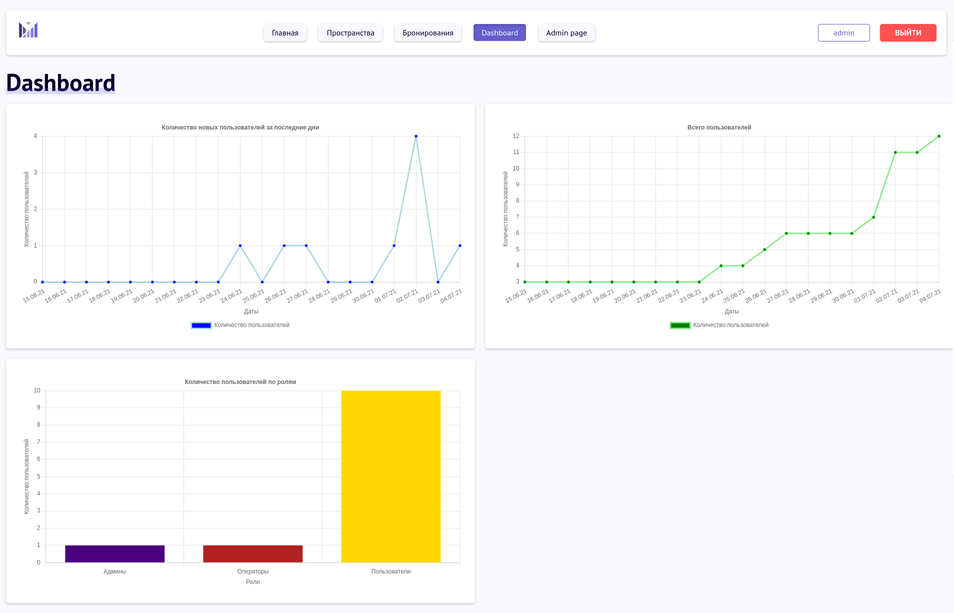 Главная
Пространства
Бронирования
Dashboard
Admin page
admin
ВЫЙТИ
Dashboard
Количество новых пользователей за последние дни
Количество пользователей
4
3
2
1
0
15.06.21 16.06.21 17.06.21 18.06.21 19.06.21 20.06.21 21.06.21 22.06.21 23.06.21 24.06.21 25.06.21 26.06.21 27.06.21 28.06.21 29.06.21 30.06.21 01.07.21 02.07.21 03.07.21 04.07.21
Даты
Количество пользователей
Всего пользователей
Количество пользователей
12
11
10
9
8
7
6
5
4
3
15.06.21 16.06.21 17.06.21 18.06.21 19.06.21 20.06.21 21.06.21 22.06.21 23.06.21 24.06.21 25.06.21 26.06.21 27.06.21 28.06.21 29.06.21 30.06.21 01.07.21 02.07.21 03.07.21 04.07.21
Даты
Количество пользователей
Количество пользователей по ролям
Количество пользователей
10
9
8
7
6
5
4
3
2
1
0
Админы
Операторы
Пользователи
Роли